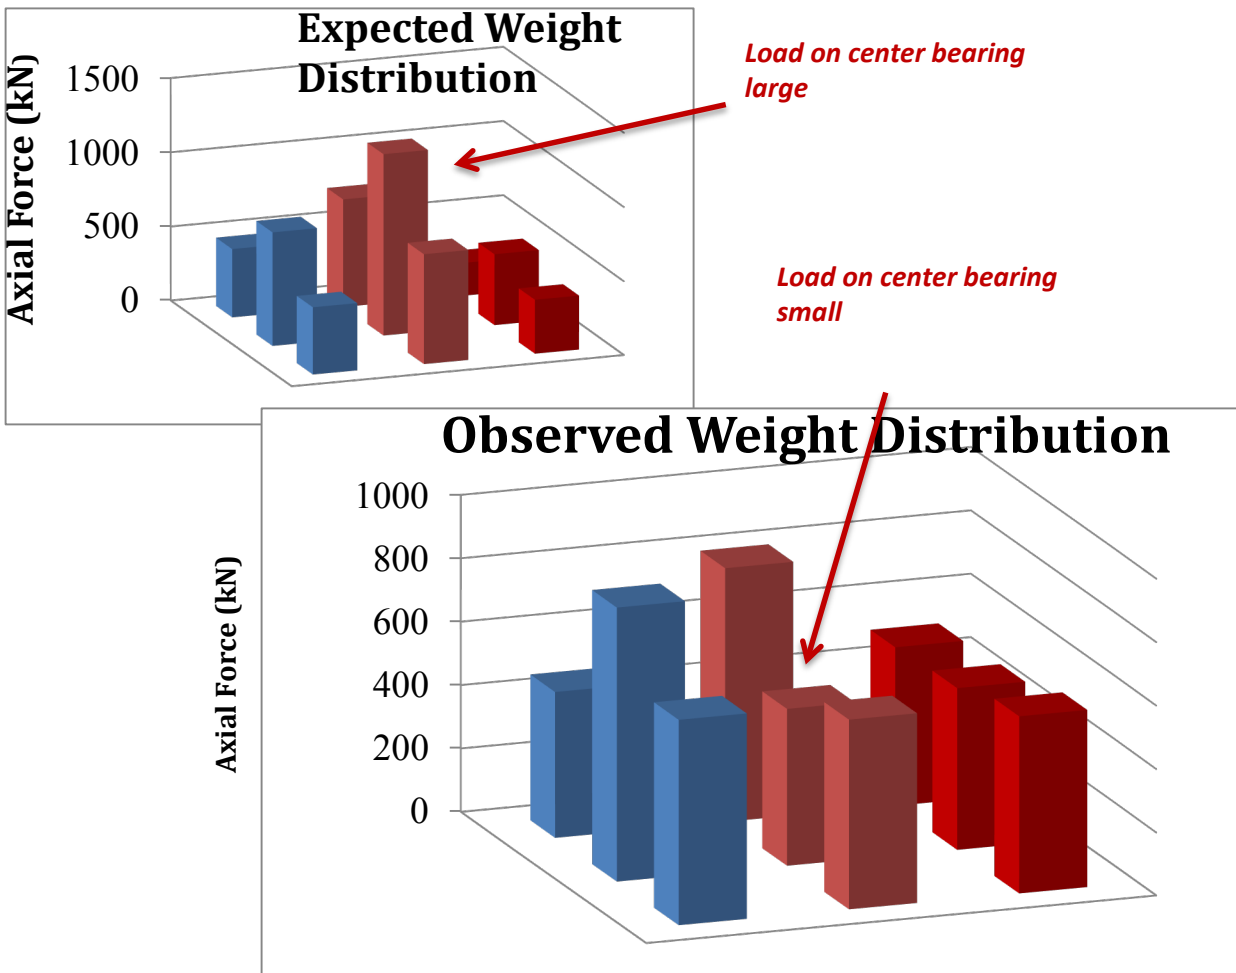 Expected Weight
Distribution
Axial Force (kN)
1500
1000
500
0
Load on center bearing
large
Load on center bearing
small
Observed Weight Distribution
Axial Force (kN)
1000
800
600
400
200
0